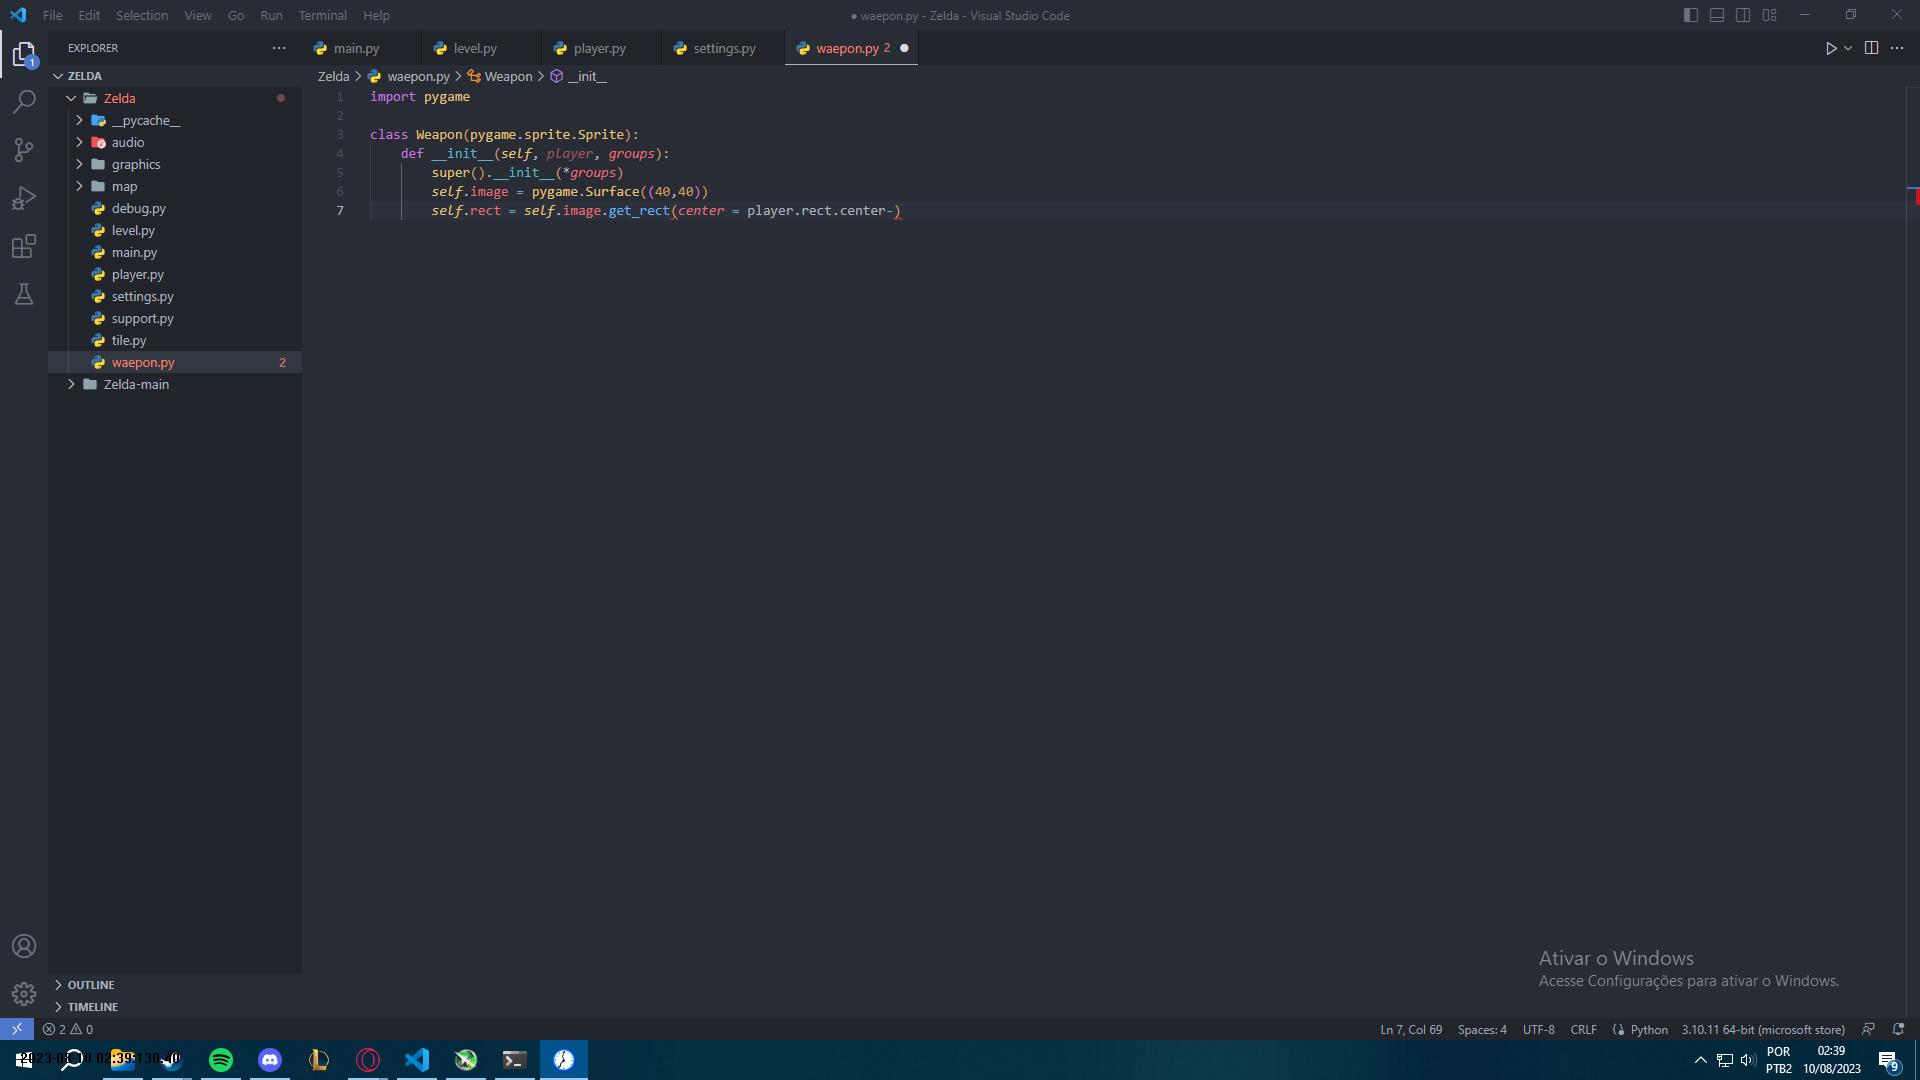 File Edit Selection View Go Run Terminal Help
● waepon.py - Zelda - Visual Studio Code
EXPLORER
main.py level.py player.py settings.py waepon.py 2
ZELDA
Zelda > waepon.py > Weapon > __init__
Zelda
__pycache__
audio
graphics
map
debug.py
level.py
main.py
player.py
settings.py
support.py
tile.py
waepon.py 2
Zelda-main
1 import pygame
2
3 class Weapon(pygame.sprite.Sprite):
4 def __init__(self, player, groups):
5 super().__init__(*groups)
6 self.image = pygame.Surface((40,40))
7 self.rect = self.image.get_rect(center = player.rect.center-)
1
Ativar o Windows
Acesse Configurações para ativar o Windows.
OUTLINE
TIMELINE
2 0
Ln 7, Col 69 Spaces: 4 UTF-8 CRLF Python 3.10.11 64-bit (microsoft store)
POR
PTB2
02:39
10/08/2023
9